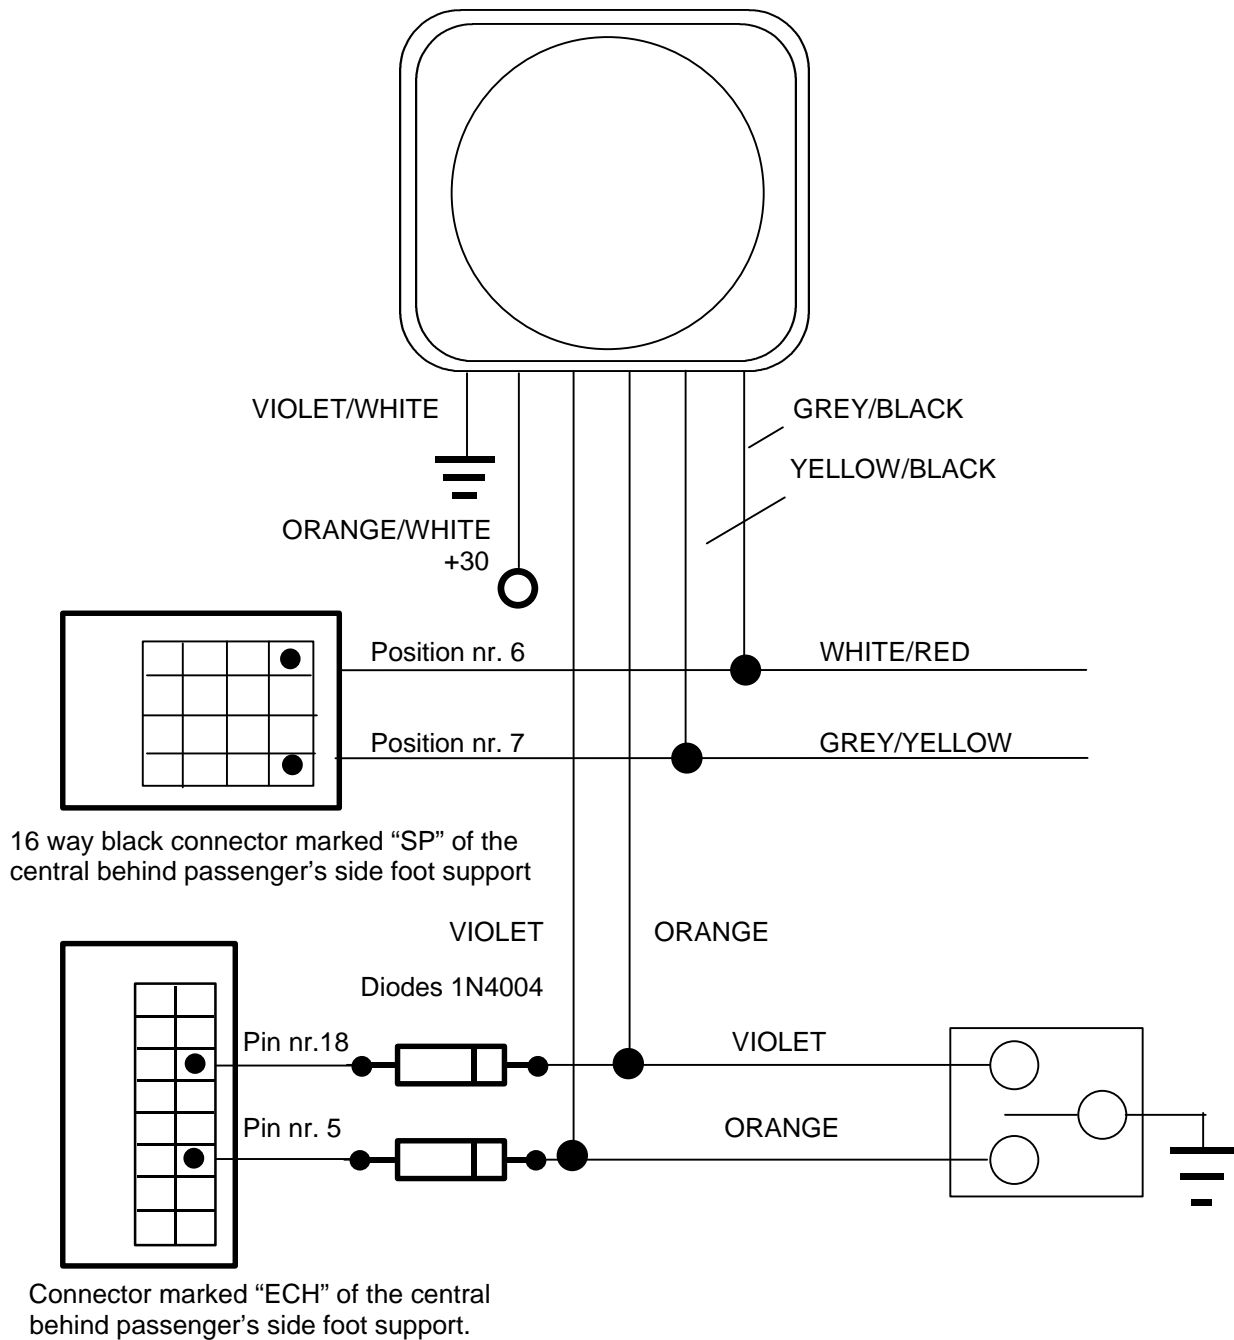 VIOLET/WHITE
GREY/BLACK
YELLOW/BLACK
ORANGE/WHITE
+30
Position nr. 6
WHITE/RED
Position nr. 7
GREY/YELLOW
16 way black connector marked “SP” of the
central behind passenger’s side foot support
VIOLET
ORANGE
Diodes 1N4004
Pin nr.18
VIOLET
Pin nr. 5
ORANGE
Connector marked “ECH” of the central
behind passenger’s side foot support.